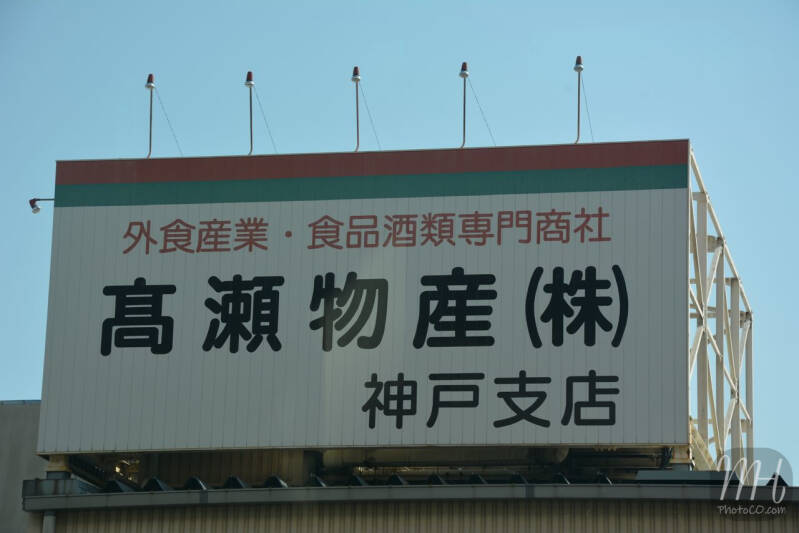 外食産業・食品酒類専門商社
髙瀬物産(株)
神戸支店
MH
PhotoCO.com